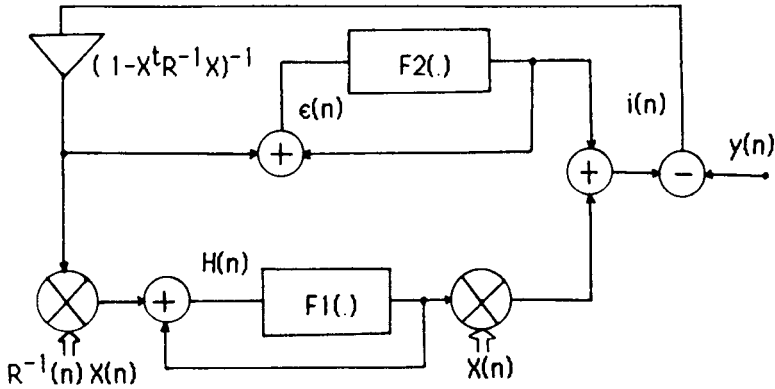 (1-X^tR^-1X)^-1
F2(.)
ϵ(n)
i(n)
y(n)
+
+
-
H(n)
F1(.)
+
R^-1(n) X(n)
X(n)